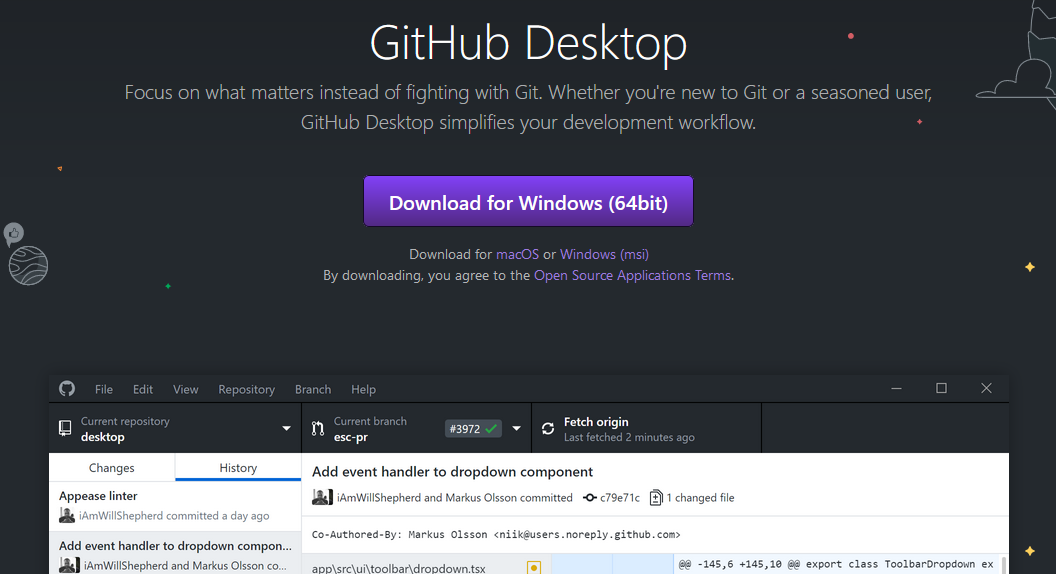 GitHub Desktop
Focus on what matters instead of fighting with Git. Whether you're new to Git or a seasoned user,
GitHub Desktop simplifies your development workflow.
Download for Windows (64bit)
Download for macOS or Windows (msi)
By downloading, you agree to the Open Source Applications Terms.
File Edit View Repository Branch Help
Current repository
desktop
Current branch
esc-pr
#3972
Fetch origin
Last fetched 2 minutes ago
Changes History
Appease linter
iAmWillShepherd committed a day ago
Add event handler to dropdown compon...
iAmWillShepherd and Markus Olsson co...
Add event handler to dropdown component
iAmWillShepherd and Markus Olsson committed c79e71c 1 changed file
Co-Authored-By: Markus Olsson <niik@users.noreply.github.com>
app\src\ui\toolbar\dropdown.tsx
@@ -145,6 +145,10 @@ export class ToolbarDropdown ex